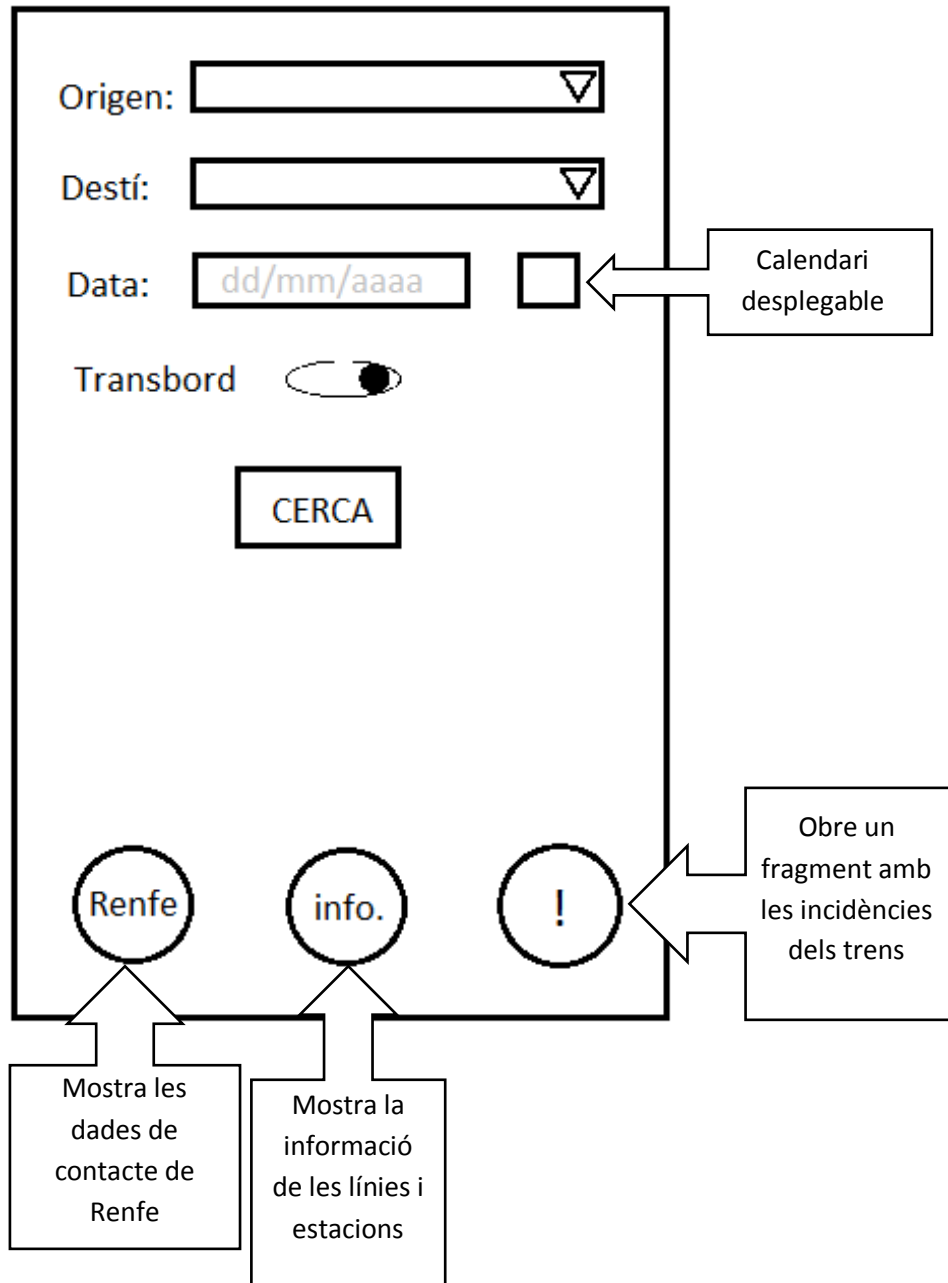 Origen:
Destí:
Data:
dd/mm/aaaa
Calendari
desplegable
Transbord
CERCA
Renfe
info.
!
Obre un
fragment amb
les incidències
dels trens
Mostra les
dades de
contacte de
Renfe
Mostra la
informació
de les línies i
estacions